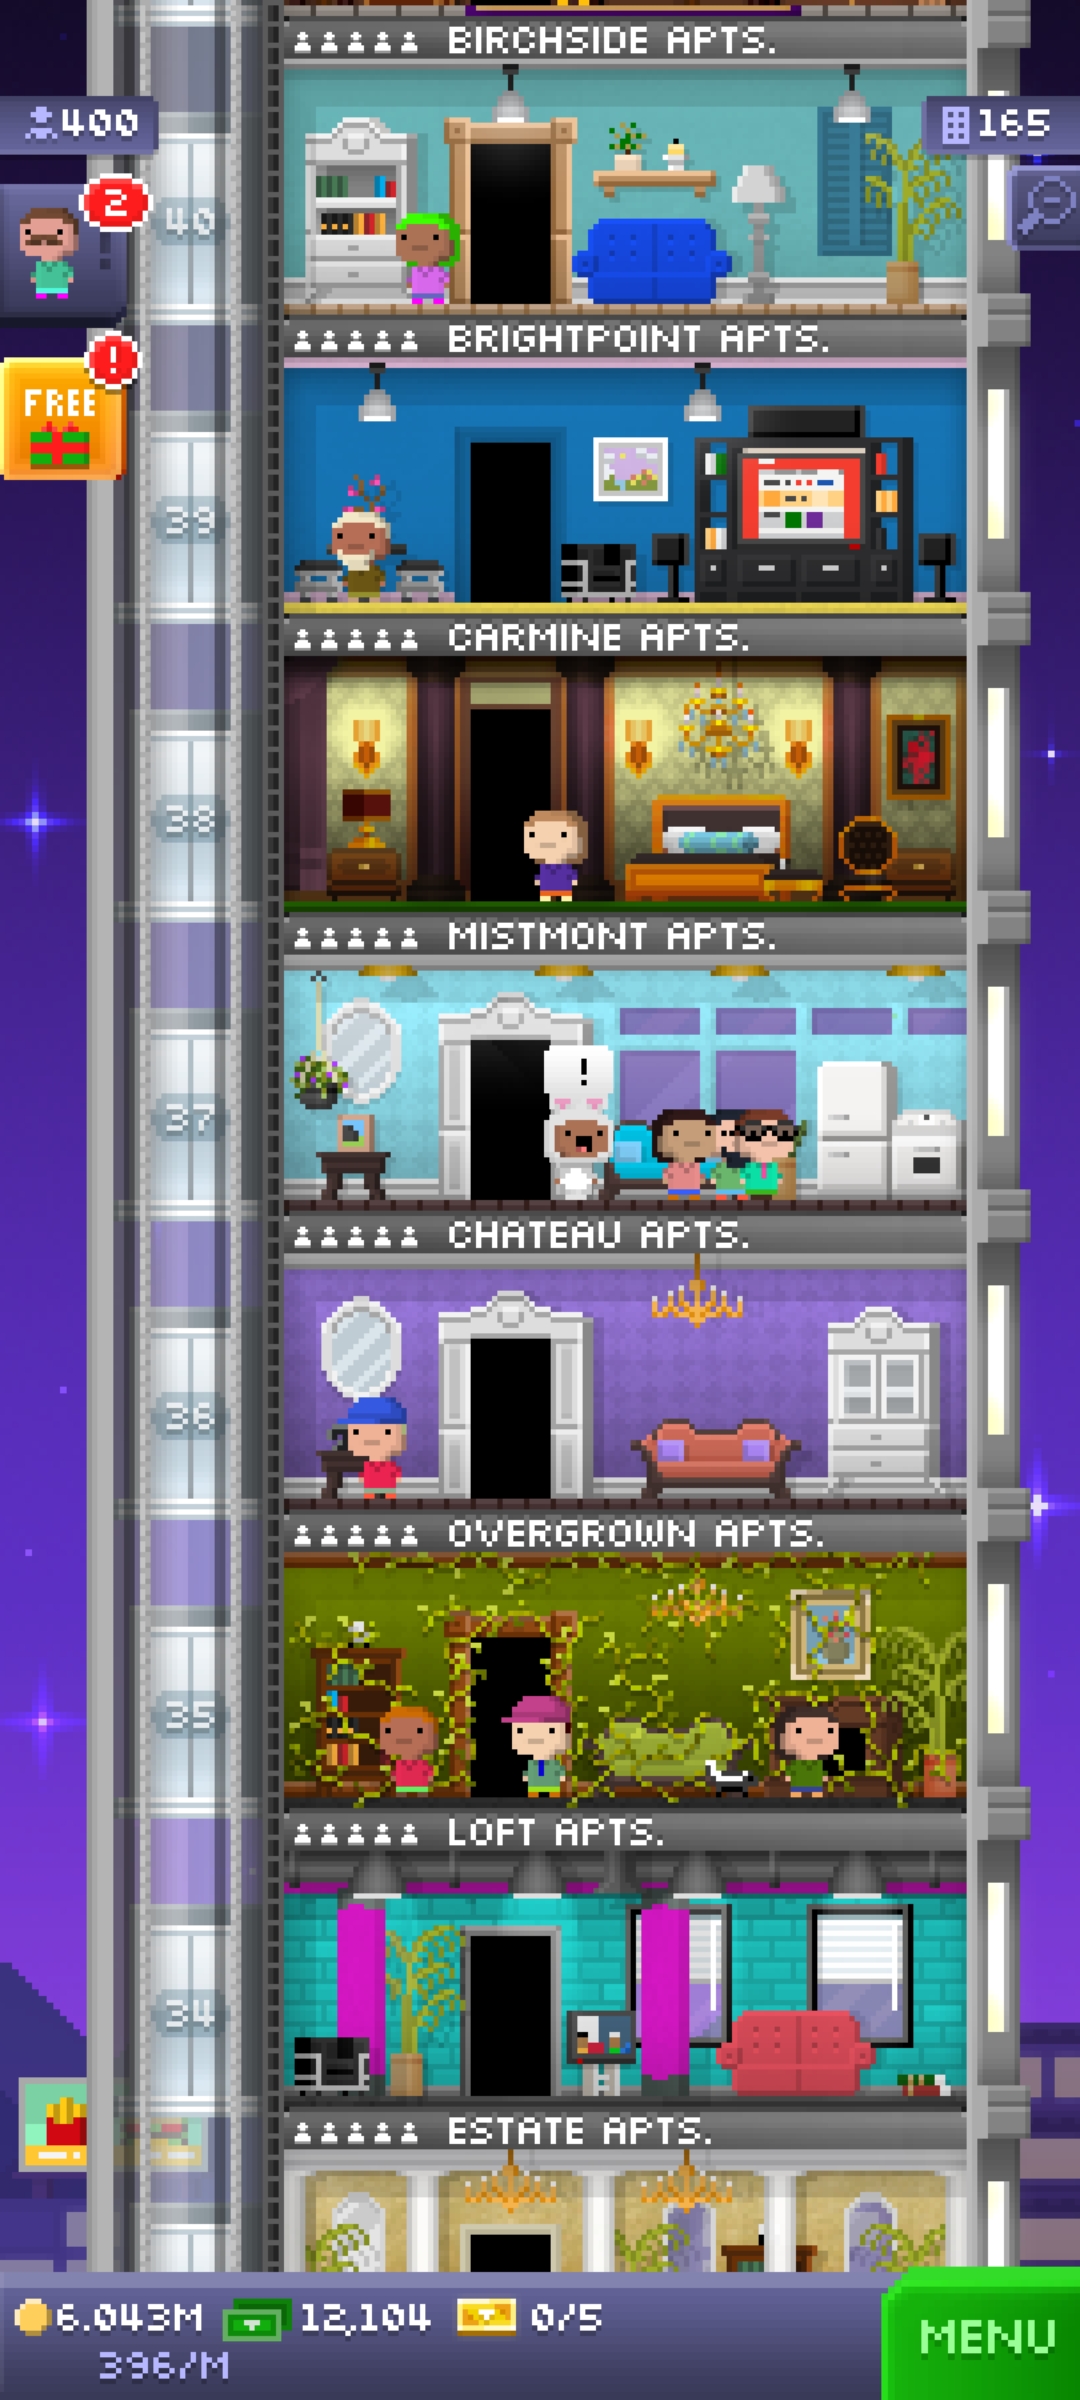 BIRCHSIDE APTS.
400
165
2
40
BRIGHTPOINT APTS.
!
FREE
39
CARMINE APTS.
38
MISTMONT APTS.
!
37
CHATEAU APTS.
36
OVERGROWN APTS.
35
LOFT APTS.
34
ESTATE APTS.
6.043M 12,104 0/5
396/M
MENU